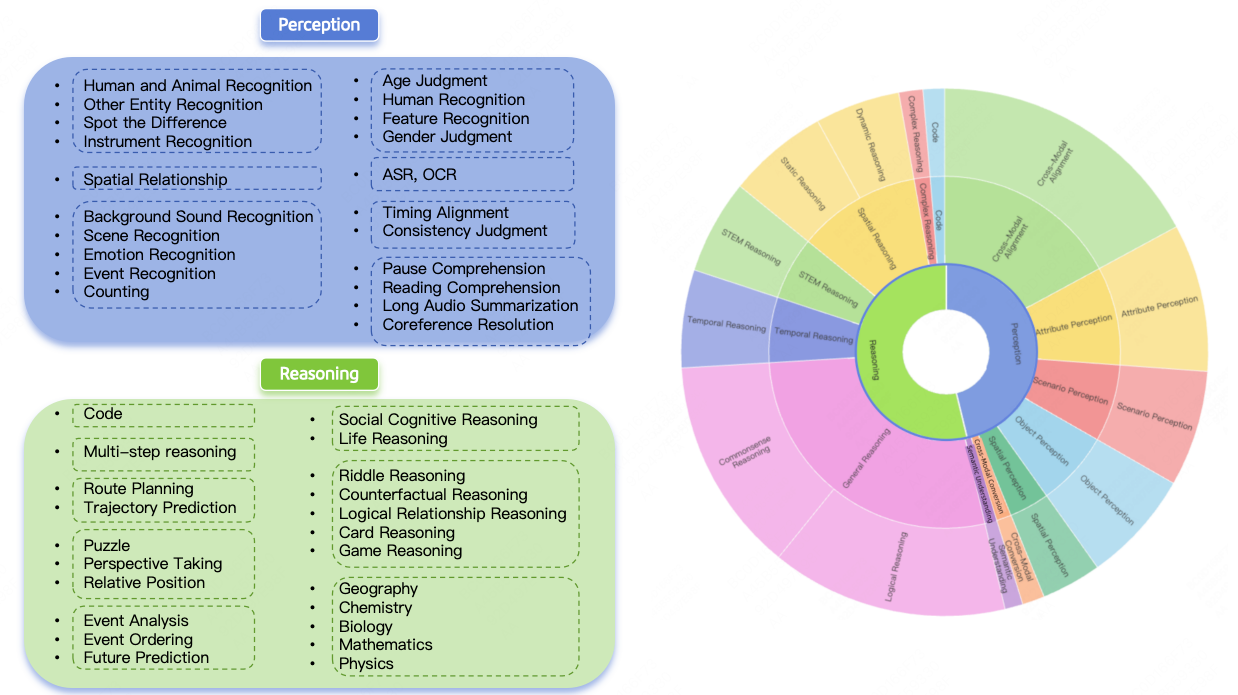 Perception
Human and Animal Recognition
Other Entity Recognition
Spot the Difference
Instrument Recognition
Spatial Relationship
Background Sound Recognition
Scene Recognition
Emotion Recognition
Event Recognition
Counting
Age Judgment
Human Recognition
Feature Recognition
Gender Judgment
ASR, OCR
Timing Alignment
Consistency Judgment
Pause Comprehension
Reading Comprehension
Long Audio Summarization
Coreference Resolution
Reasoning
Code
Multi-step reasoning
Route Planning
Trajectory Prediction
Puzzle
Perspective Taking
Relative Position
Event Analysis
Event Ordering
Future Prediction
Social Cognitive Reasoning
Life Reasoning
Riddle Reasoning
Counterfactual Reasoning
Logical Relationship Reasoning
Card Reasoning
Game Reasoning
Geography
Chemistry
Biology
Mathematics
Physics
Perception
Reasoning
Cross-Modal
Alignment
Attribute Perception
Scenario Perception
Object Perception
Spatial Perception
Cross-Modal Conversion
Semantic Understanding
General Reasoning
Temporal Reasoning
STEM Reasoning
Spatial Reasoning
Complex Reasoning
Code
Cross-Modal
Alignment
Attribute Perception
Scenario Perception
Object Perception
Spatial Perception
Cross-Modal
Conversion
Semantic
Understanding
Logical Reasoning
Commonsense
Reasoning
Temporal Reasoning
STEM Reasoning
Static Reasoning
Dynamic Reasoning
Complex Reasoning
Code